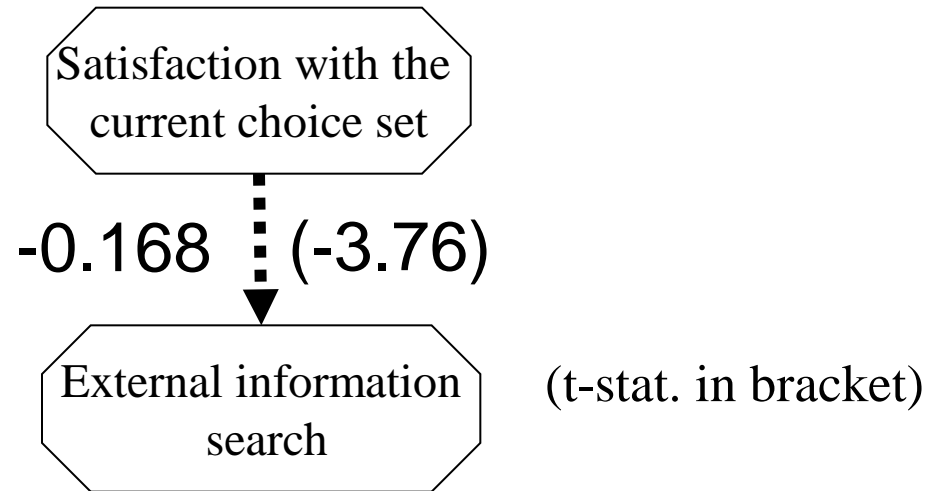 Satisfaction with the
current choice set
-0.168 (-3.76)
External information
search
(t-stat. in bracket)